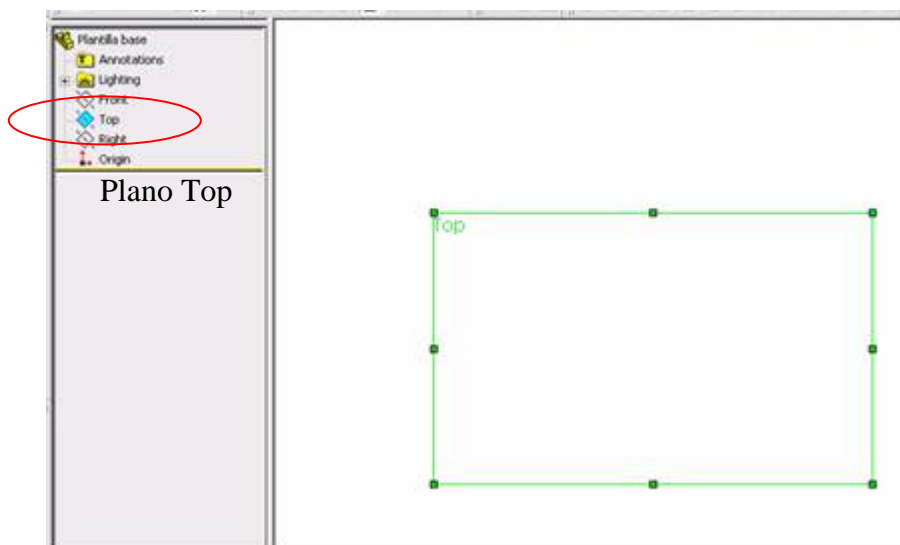 Plantilla base
Annotations
Lighting
Front
Top
Right
Origin
Plano Top
Top